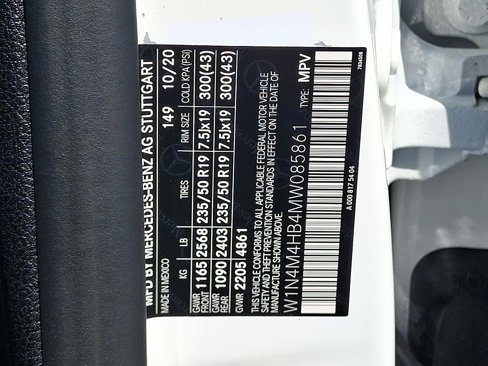 MFD BY MERCEDES-BENZ AG STUTTGART
MADE IN MEXICO 149 10/20
KG LB TIRES RIM SIZE COLD KPA (PSI)
GAWR FRONT 1165 2568 235/50 R19 7.5Jx19 300(43)
GAWR REAR 1090 2403 235/50 R19 7.5Jx19 300(43)
GVWR 2205 4861
THIS VEHICLE CONFORMS TO ALL APPLICABLE FEDERAL MOTOR VEHICLE
SAFETY AND THEFT PREVENTION STANDARDS IN EFFECT
ON THE DATE OF MANUFACTURE SHOWN ABOVE.
W1N4M4HB4MW085861 TYPE: MPV
A 000 817 54 04